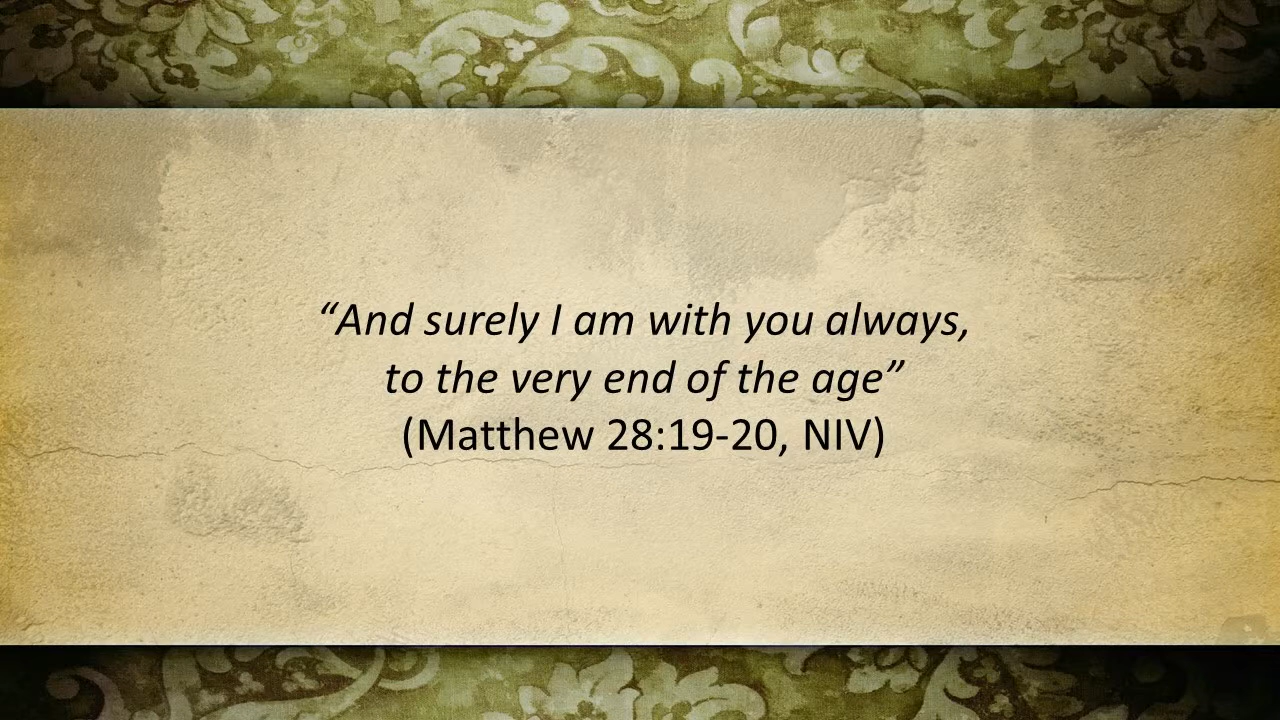 “And surely I am with you always,
to the very end of the age”
(Matthew 28:19-20, NIV)